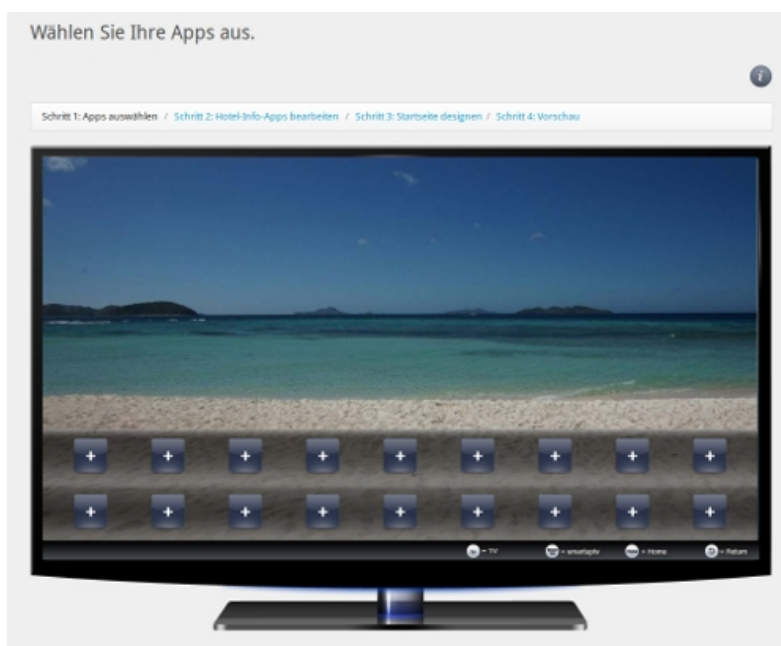 Wählen Sie Ihre Apps aus.
i
Schritt 1: Apps auswählen / Schritt 2: Hotel-Info-Apps bearbeiten / Schritt 3: Startseite designen / Schritt 4: Vorschau
+ + + + + + + + +
+ + + + + + + + +
= TV = smartiptv = Home = Return